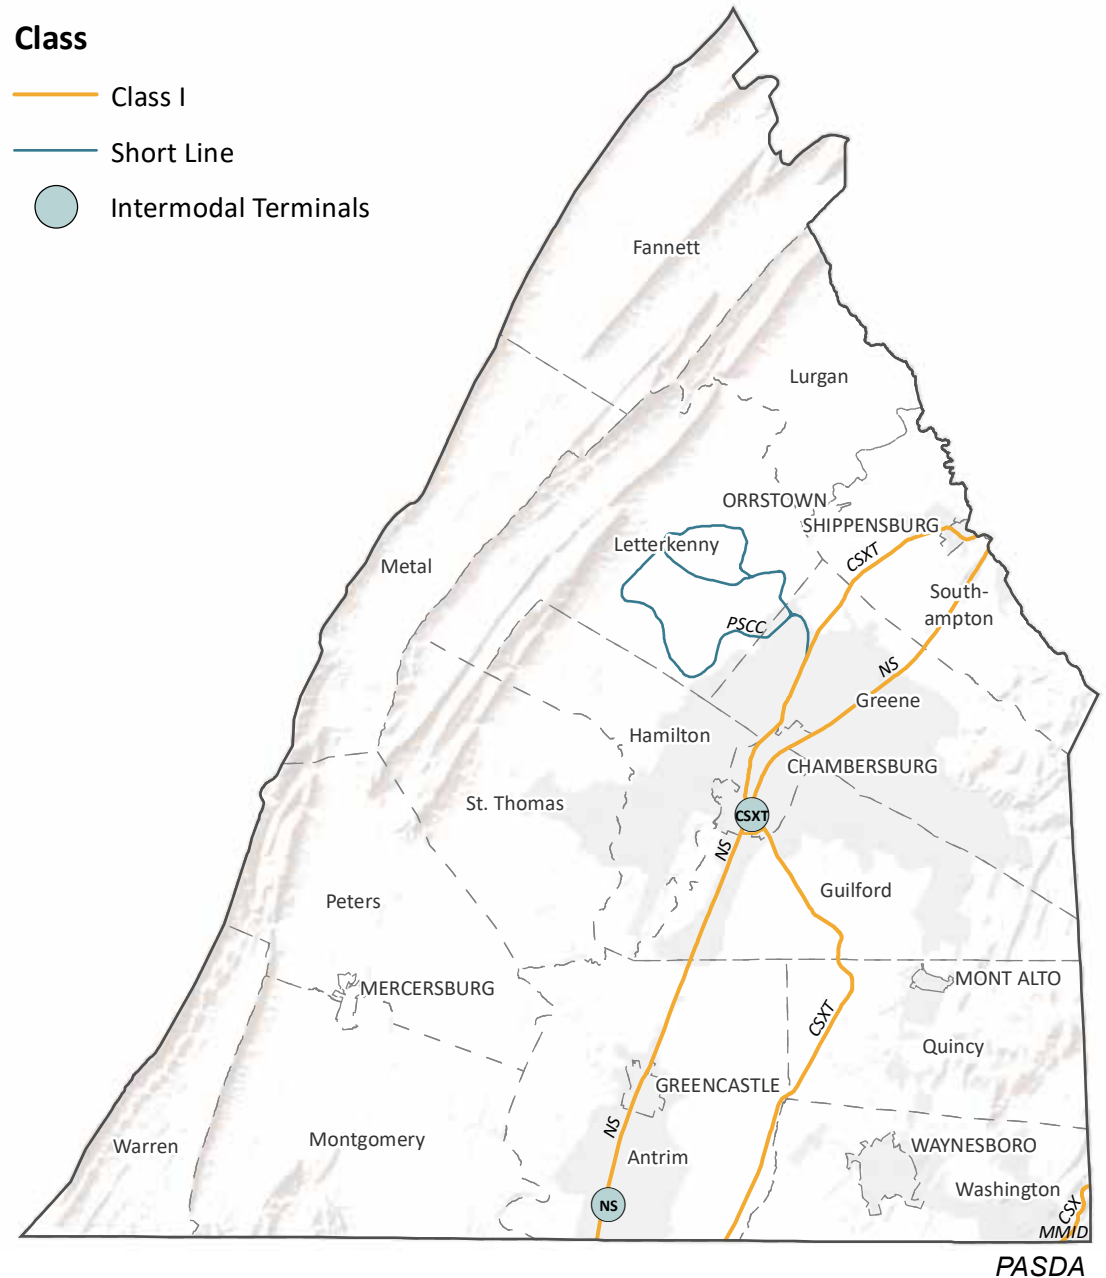 Class
Class I
Short Line
Intermodal Terminals
Fannett
Lurgan
ORRSTOWN
SHIPPENSBURG
Letterkenny
CSXT
Metal
South-
ampton
PSCC
NS
Greene
Hamilton
CHAMBERSBURG
St. Thomas
CSXT
NS
Guilford
Peters
MERCERSBURG
MONT ALTO
CSXT
Quincy
GREENCASTLE
NS
Warren
Montgomery
Antrim
WAYNESBORO
Washington
NS
CSX
MMID
PASDA